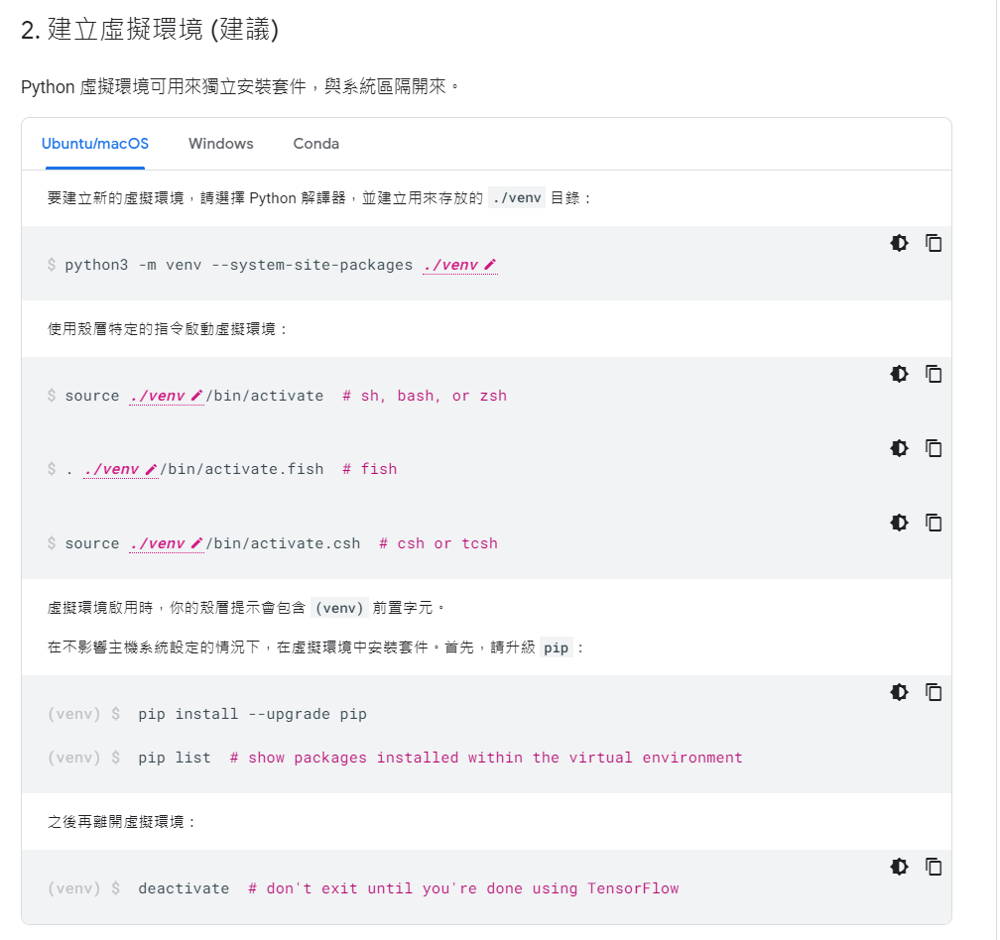 2. 建立虛擬環境 (建議)
Python 虛擬環境可用來獨立安裝套件，與系統區隔開來。
Ubuntu/macOS Windows Conda
要建立新的虛擬環境，請選擇 Python 解譯器，並建立用來存放的 ./venv 目錄：
$ python3 -m venv --system-site-packages ./venv
使用殼層特定的指令啟動虛擬環境：
$ source ./venv/bin/activate  # sh, bash, or zsh
$ . ./venv/bin/activate.fish  # fish
$ source ./venv/bin/activate.csh  # csh or tcsh
虛擬環境啟用時，你的殼層提示會包含 (venv) 前置字元。
在不影響主機系統設定的情況下，在虛擬環境中安裝套件。首先，請升級 pip：
(venv) $  pip install --upgrade pip
(venv) $  pip list  # show packages installed within the virtual environment
之後再離開虛擬環境：
(venv) $  deactivate  # don't exit until you're done using TensorFlow